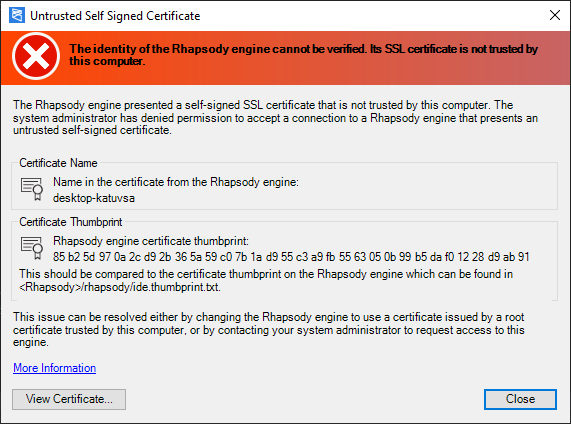 Untrusted Self Signed Certificate
The identity of the Rhapsody engine cannot be verified. Its SSL certificate is not trusted by
this computer.
The Rhapsody engine presented a self-signed SSL certificate that is not trusted by this computer. The
system administrator has denied permission to accept a connection to a Rhapsody engine that presents an
untrusted self-signed certificate.
Certificate Name
Name in the certificate from the Rhapsody engine:
desktop-katuvsa
Certificate Thumbprint
Rhapsody engine certificate thumbprint:
85 b2 5d 97 0a 2c d9 2b 36 5a 59 c0 7b 1a d9 55 c3 a9 fb 55 63 05 0b 99 b5 da f0 12 28 d9 ab 91
This should be compared to the certificate thumbprint on the Rhapsody engine which can be found in
<Rhapsody>/rhapsody/ide.thumbprint.txt.
This issue can be resolved either by changing the Rhapsody engine to use a certificate issued by a root
certificate trusted by this computer, or by contacting your system administrator to request access to this
engine.
More Information
View Certificate...
Close